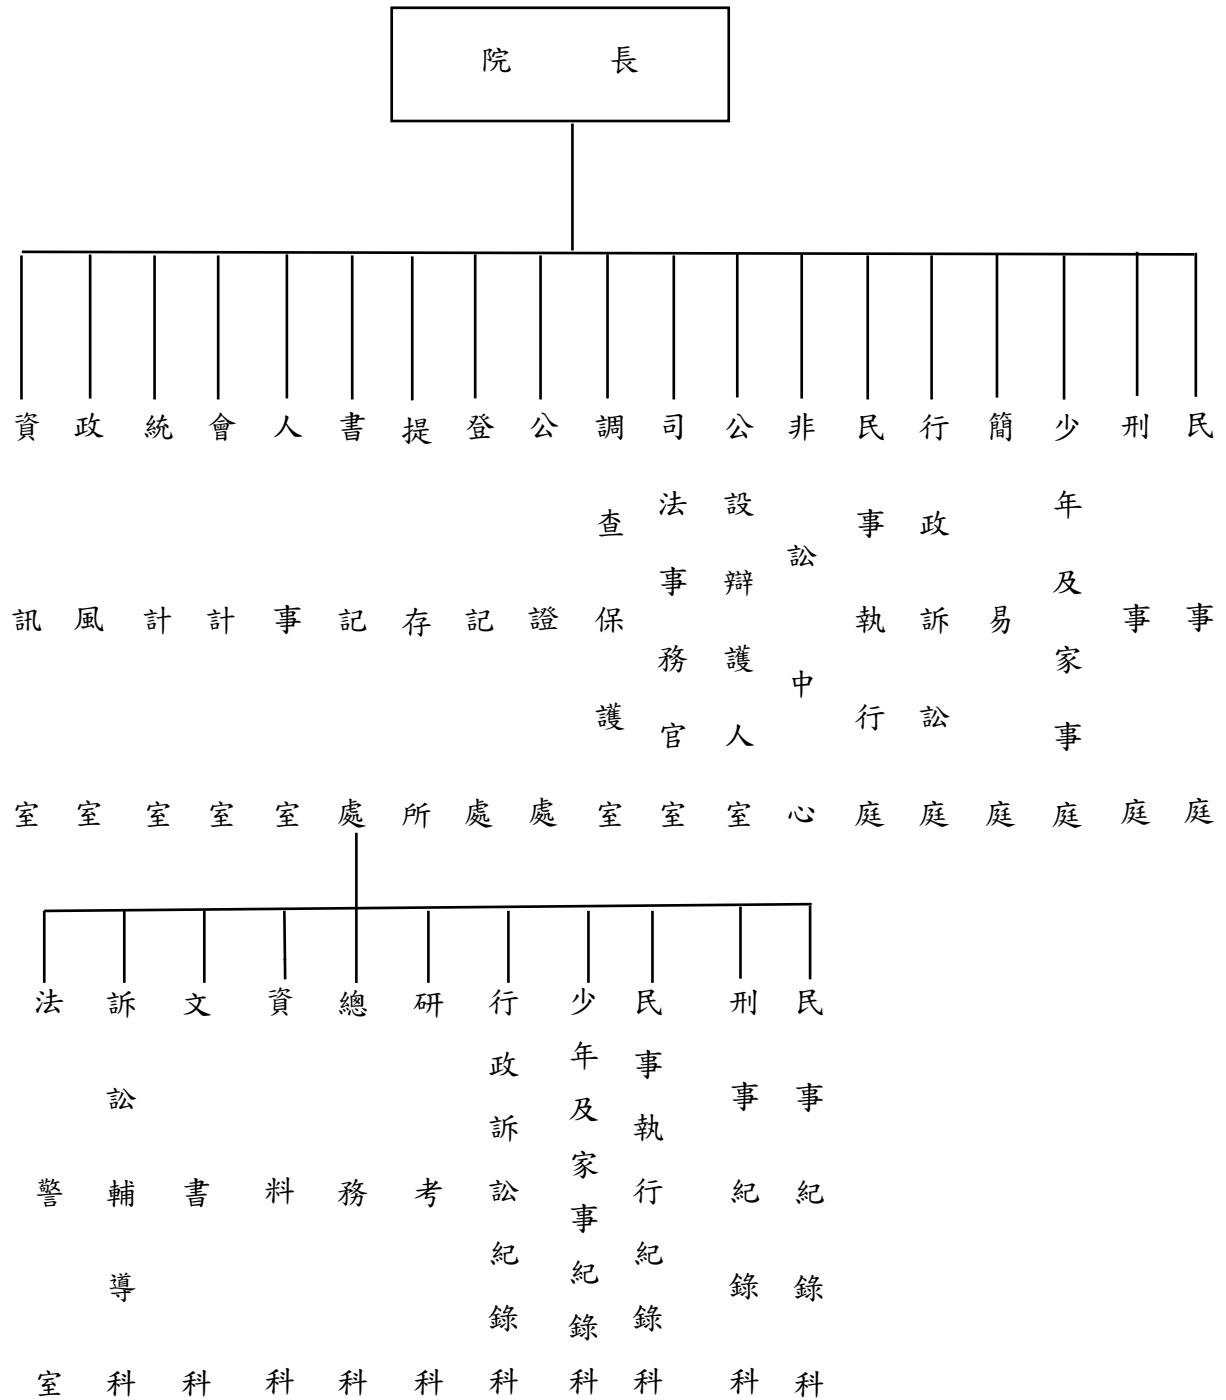 院長
民事庭
刑事庭
少年及家事庭
簡易庭
行政訴訟庭
民事執行庭
非訟中心
公設辯護人室
司法事務官室
調查保護室
公證處
登記處
提存所
書記處
人事室
會計室
統計室
政風室
資訊室
民事紀錄科
刑事紀錄科
民事執行紀錄科
少年及家事紀錄科
行政訴訟紀錄科
研考科
總務科
資料科
文書科
訴訟輔導科
法警室